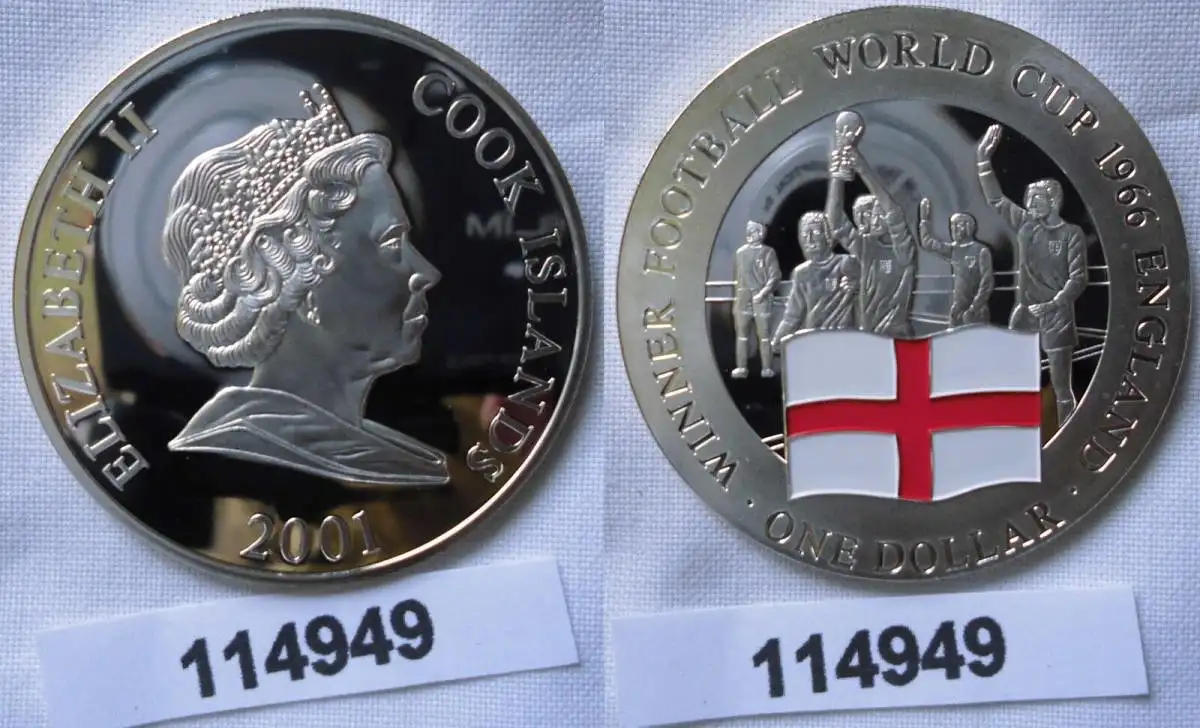 ELIZABETH II
COOK ISLANDS
2001
114949
WINNER FOOTBALL WORLD CUP 1966 ENGLAND
· ONE DOLLAR ·
114949